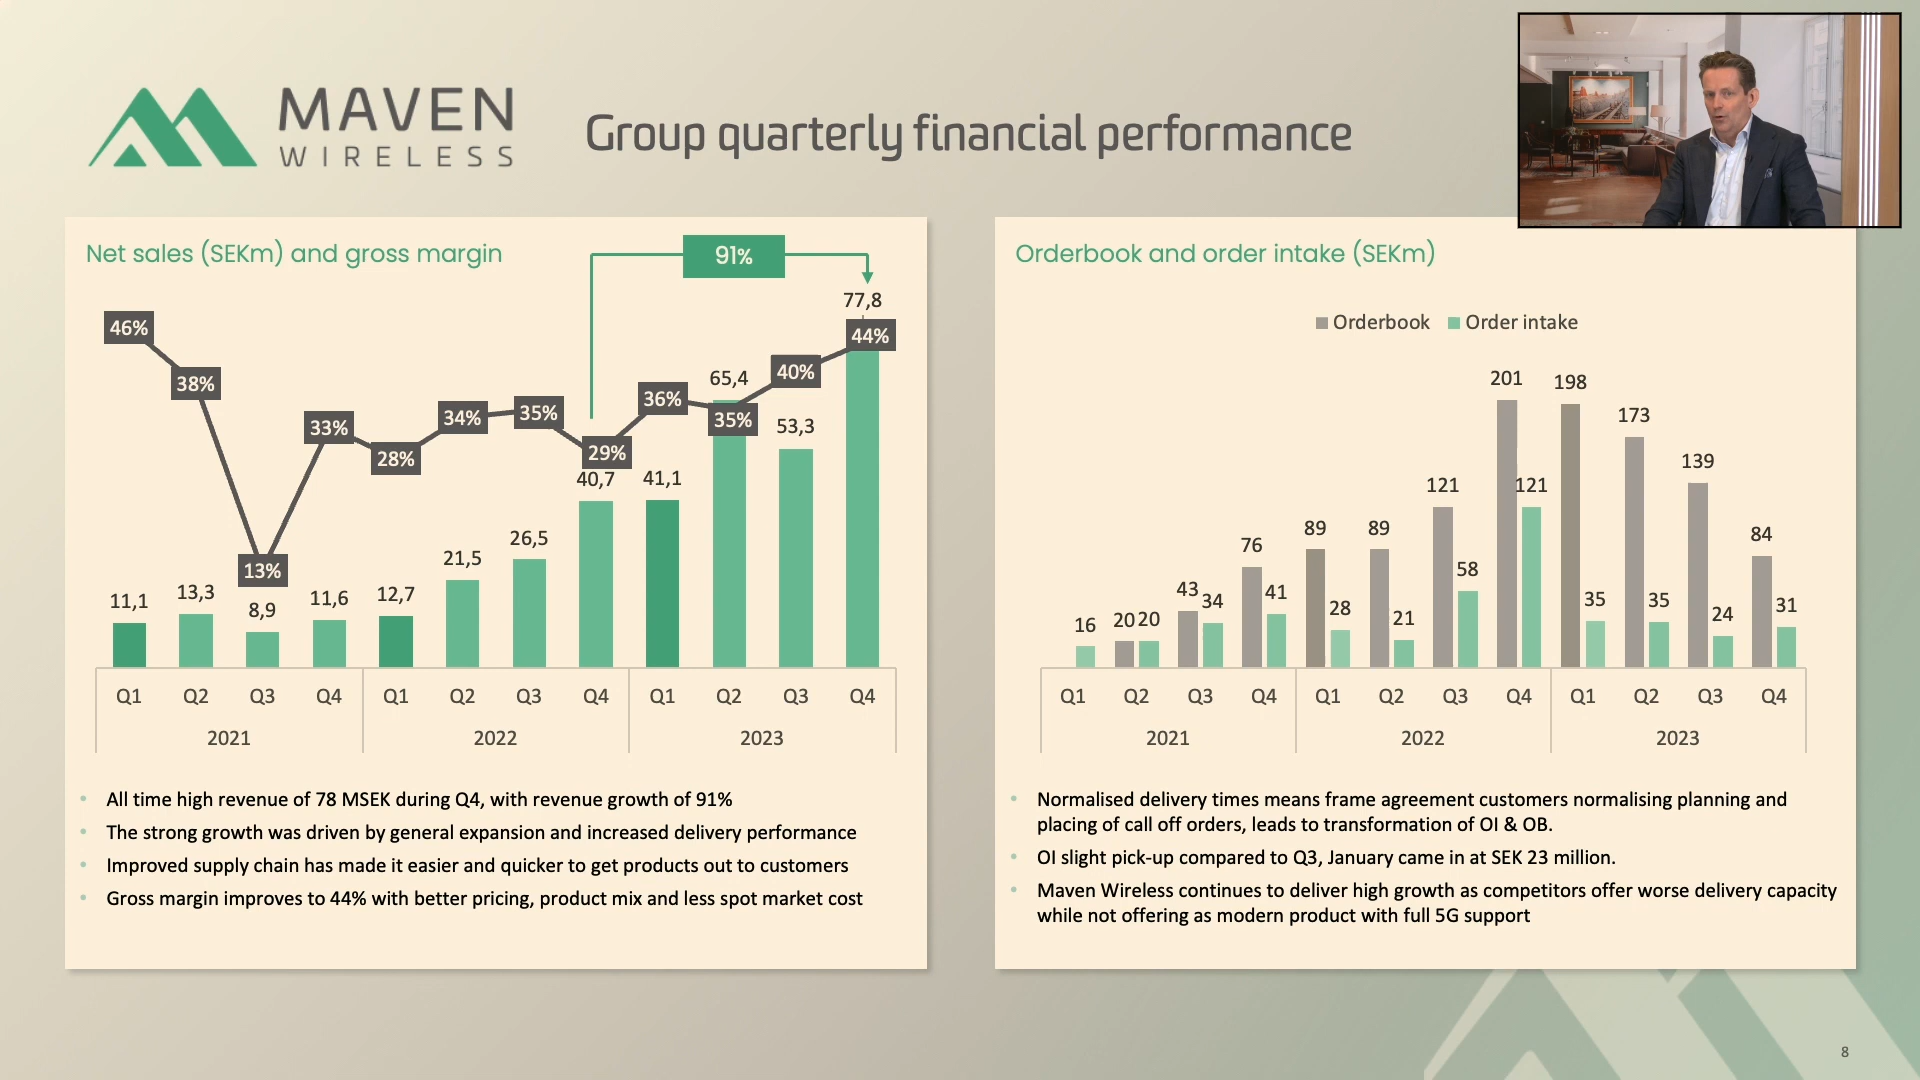 MAVEN
WIRELESS
Group quarterly financial performance
Net sales (SEKm) and gross margin
91%
77,8
46%
38%
13%
33%
28%
34%
35%
29%
36%
35%
40%
44%
11,1
13,3
8,9
11,6
12,7
21,5
26,5
40,7
41,1
65,4
53,3
Q1 Q2 Q3 Q4 Q1 Q2 Q3 Q4 Q1 Q2 Q3 Q4
2021 2022 2023
• All time high revenue of 78 MSEK during Q4, with revenue growth of 91%
• The strong growth was driven by general expansion and increased delivery performance
• Improved supply chain has made it easier and quicker to get products out to customers
• Gross margin improves to 44% with better pricing, product mix and less spot market cost
Orderbook and order intake (SEKm)
Orderbook Order intake
16
20 20
43 34
76 41
89 28
89 21
121 58
201 121
198 35
173 35
139 24
84 31
Q1 Q2 Q3 Q4 Q1 Q2 Q3 Q4 Q1 Q2 Q3 Q4
2021 2022 2023
• Normalised delivery times means frame agreement customers normalising planning and
placing of call off orders, leads to transformation of OI & OB.
• OI slight pick-up compared to Q3, January came in at SEK 23 million.
• Maven Wireless continues to deliver high growth as competitors offer worse delivery capacity
while not offering as modern product with full 5G support
8